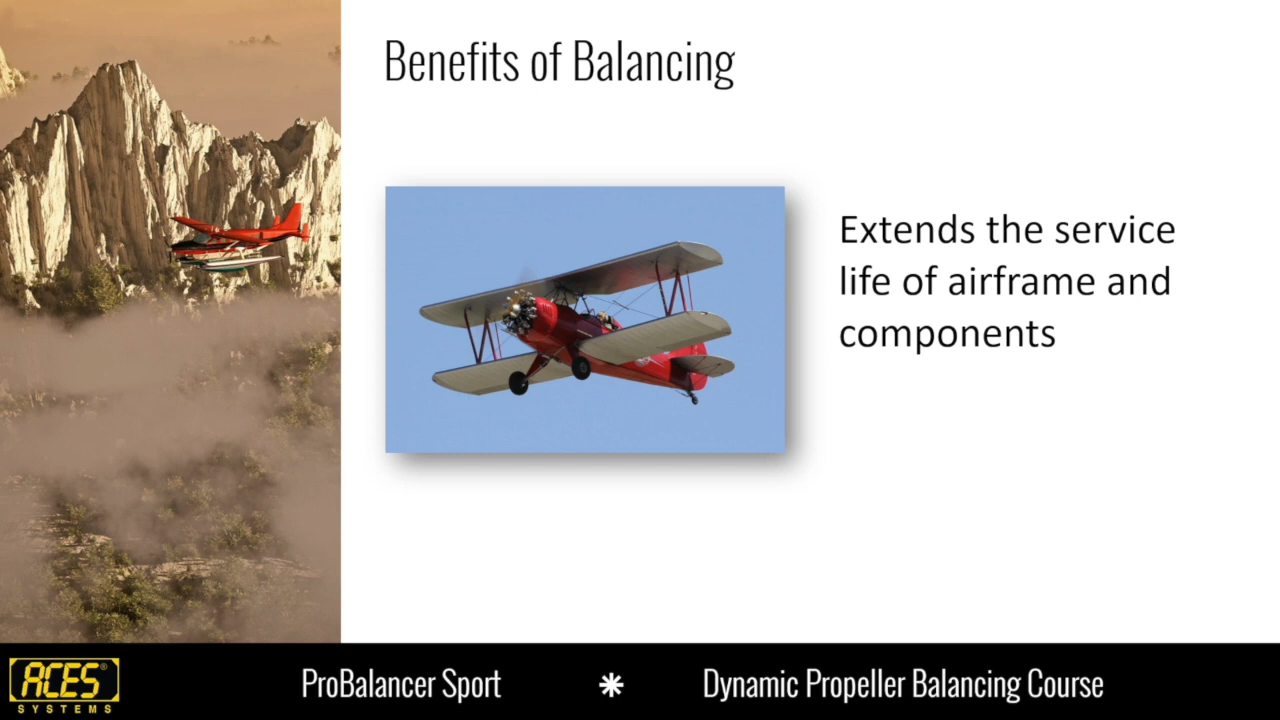 Benefits of Balancing
Extends the service
life of airframe and
components
ACES®
SYSTEMS
ProBalancer Sport
Dynamic Propeller Balancing Course